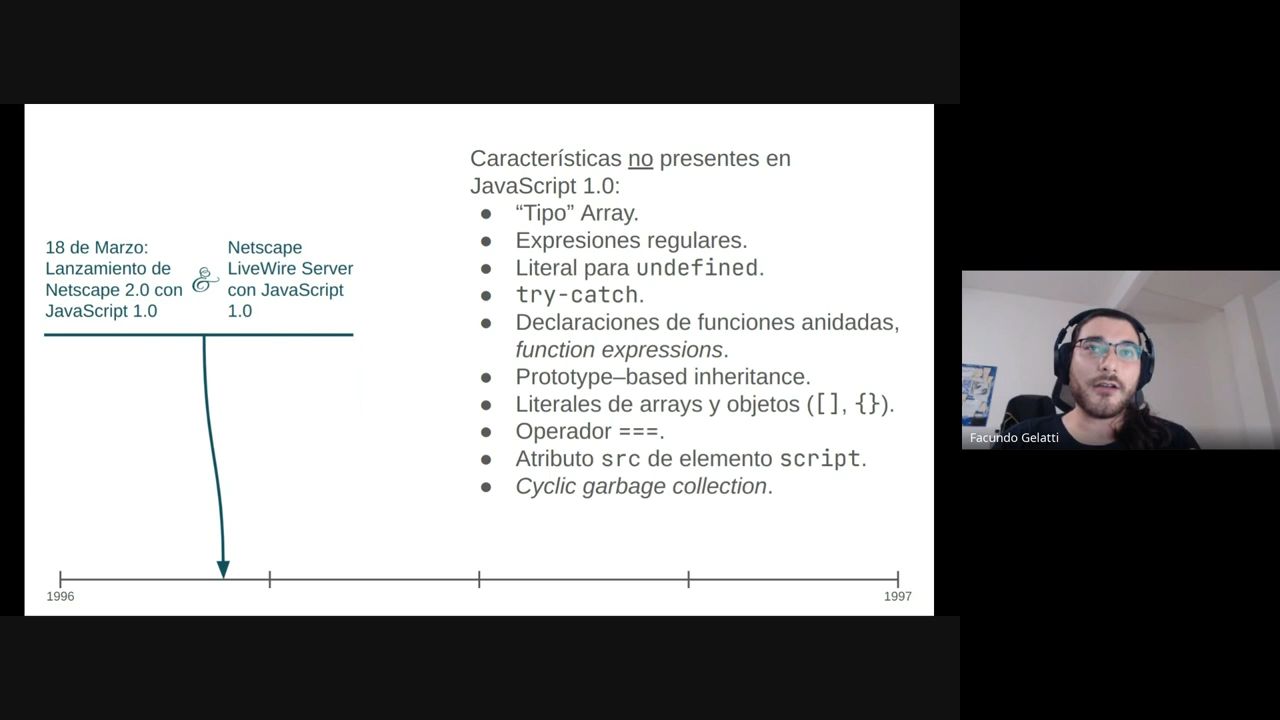 Características no presentes en
JavaScript 1.0:
● “Tipo” Array.
● Expresiones regulares.
● Literal para undefined.
● try-catch.
● Declaraciones de funciones anidadas,
function expressions.
● Prototype–based inheritance.
● Literales de arrays y objetos ([], {}).
● Operador ===.
● Atributo src de elemento script.
● Cyclic garbage collection.
18 de Marzo:
Lanzamiento de
Netscape 2.0 con
JavaScript 1.0
&
Netscape
LiveWire Server
con JavaScript
1.0
1996
1997
Facundo Gelatti